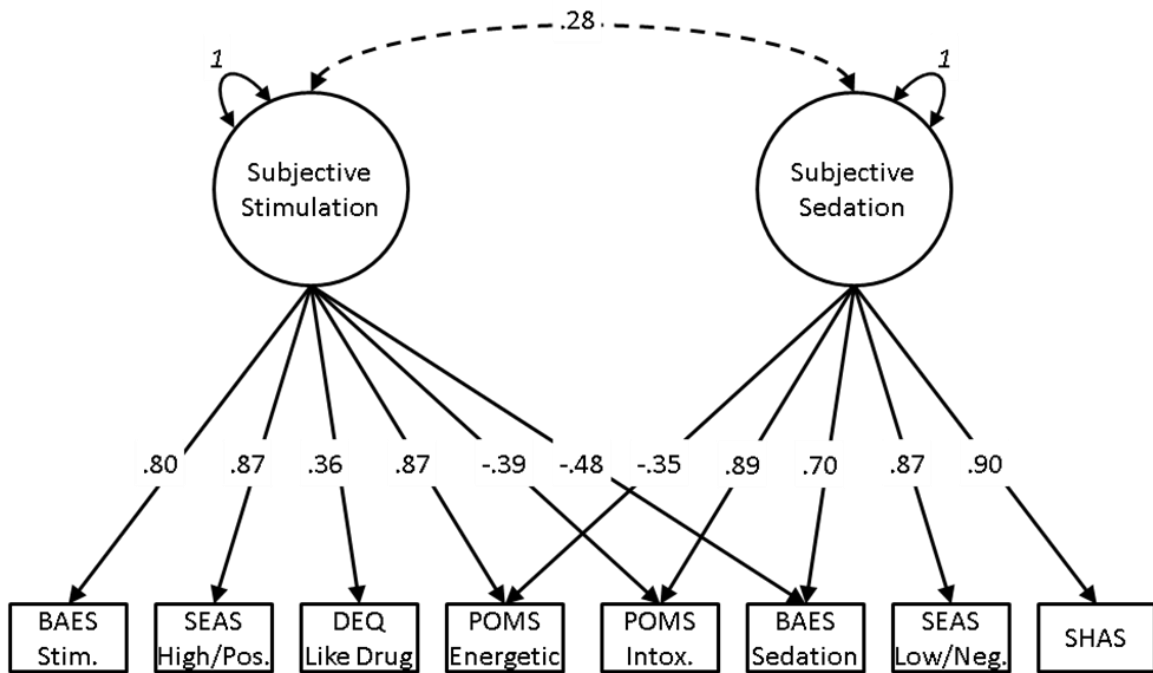 .28
1
1
Subjective
Stimulation
Subjective
Sedation
.80
.87
.36
.87
-.39
-.48
-.35
.89
.70
.87
.90
BAES
Stim.
SEAS
High/Pos.
DEQ
Like Drug
POMS
Energetic
POMS
Intox.
BAES
Sedation
SEAS
Low/Neg.
SHAS